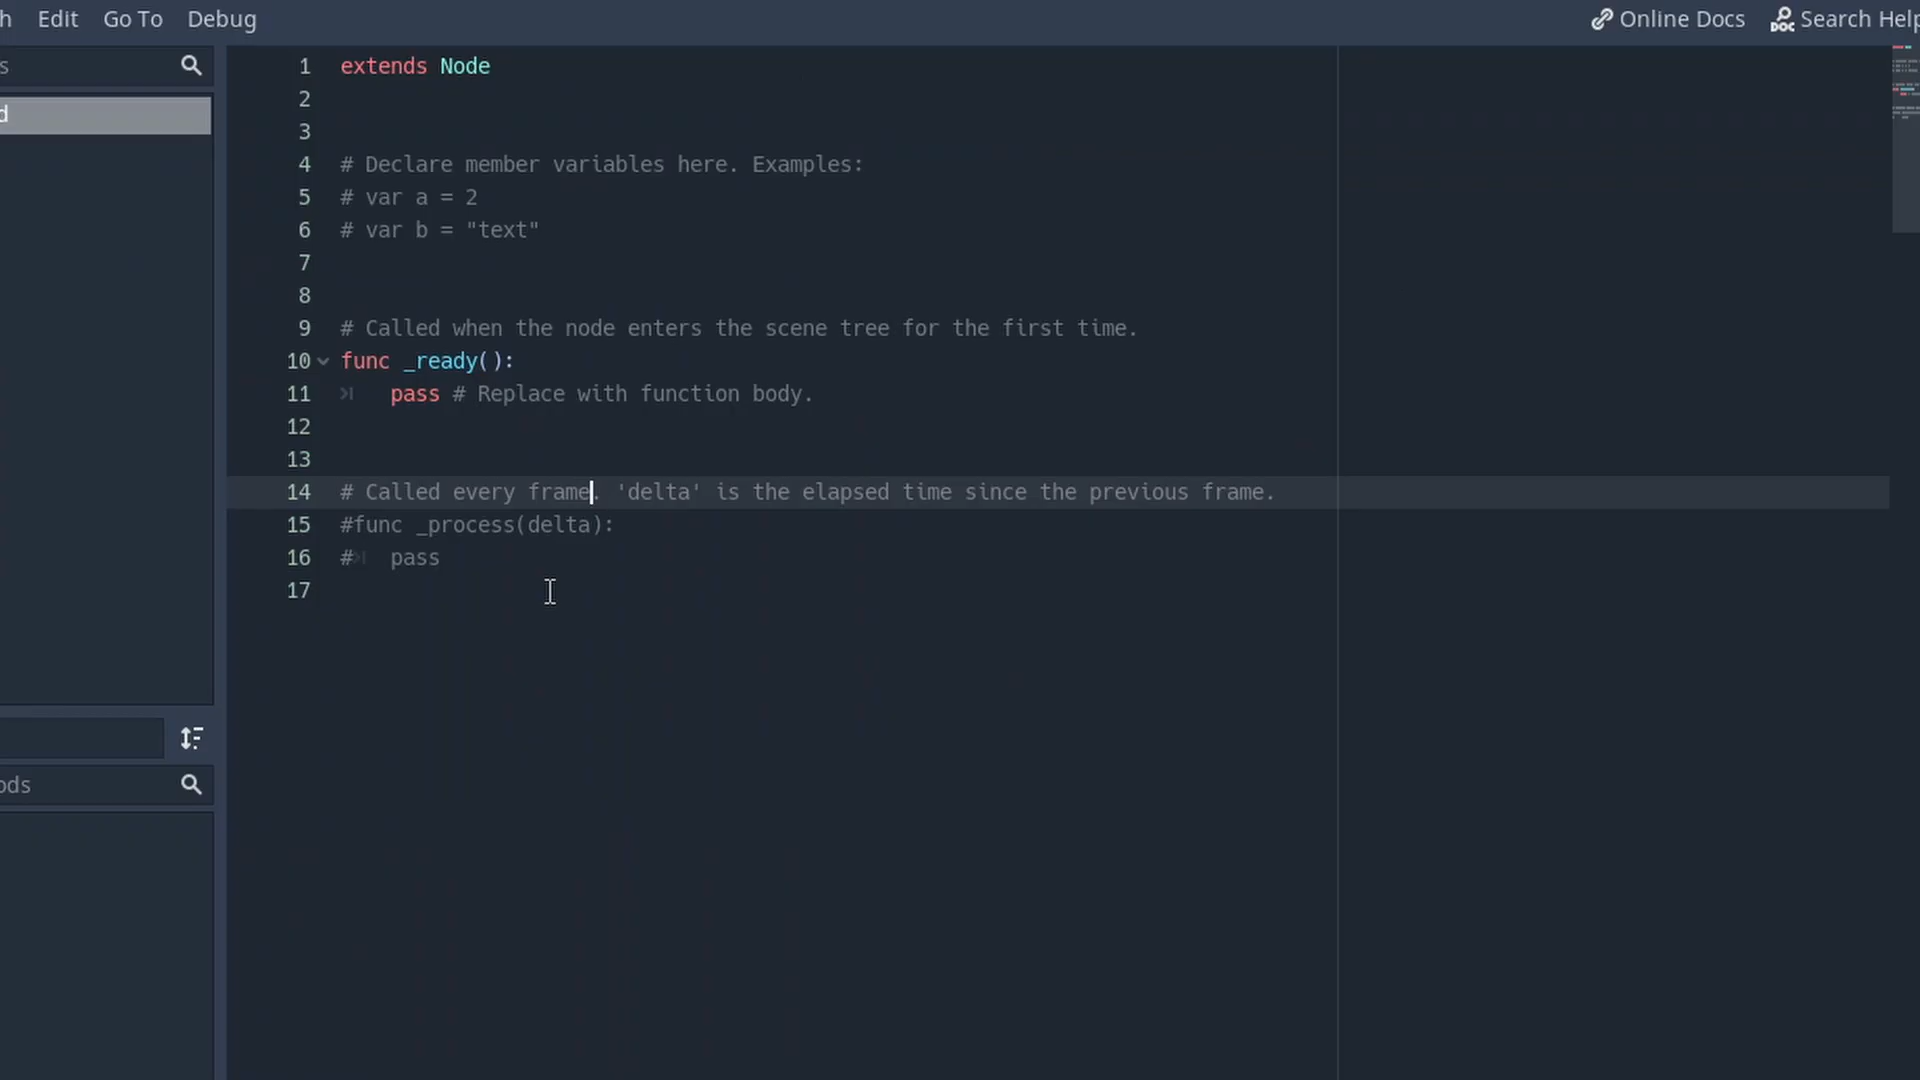 Edit Go To Debug Online Docs Search Help
1 extends Node
2
3
4 # Declare member variables here. Examples:
5 # var a = 2
6 # var b = "text"
7
8
9 # Called when the node enters the scene tree for the first time.
10 func _ready():
11 pass # Replace with function body.
12
13
14 # Called every frame. 'delta' is the elapsed time since the previous frame.
15 #func _process(delta):
16 # pass
17